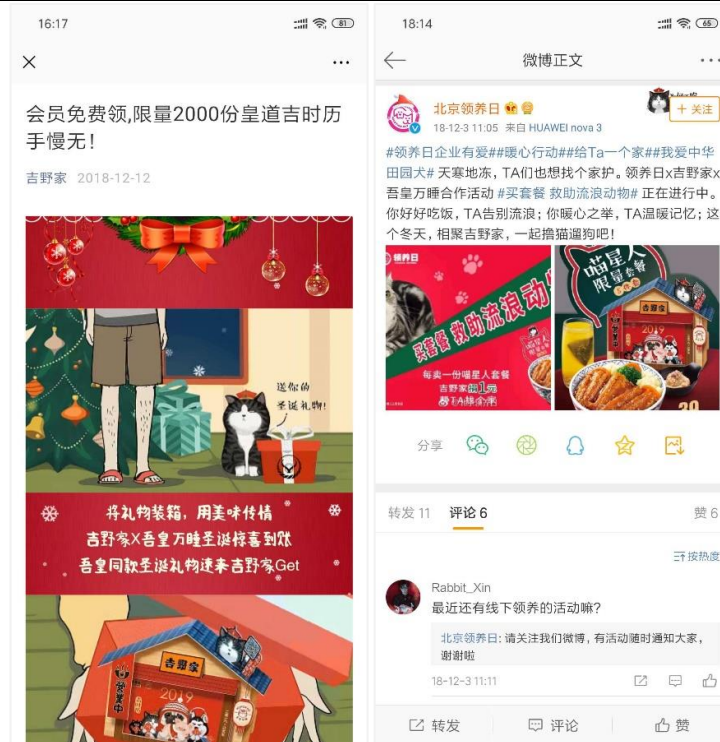 16:17
81
会员免费领,限量2000份皇道吉时历
手慢无!
吉野家 2018-12-12
送你的
圣诞礼物!
将礼物装箱，用美味传情
吉野家X吾皇万睡圣诞惊喜到账
吾皇同款圣诞礼物速来吉野家Get
吉野家
营业中
2019
18:14
65
微博正文
北京领养日
+ 关注
18-12-3 11:05 来自 HUAWEI nova 3
#领养日企业有爱##暖心行动##给Ta一个家##我爱中华
田园犬# 天寒地冻，TA们也想找个家护。领养日x吉野家x
吾皇万睡合作活动 #买套餐 救助流浪动物# 正在进行中。
你好好吃饭，TA告别流浪；你暖心之举，TA温暖记忆；这
个冬天，相聚吉野家，一起撸猫遛狗吧！
领养日
买套餐 救助流浪动
每卖一份喵星人套餐
吉野家捐1元
喵星人
限量套餐
吉野家
2019
分享
转发 11 评论 6 赞 6
按热度
Rabbit_Xin
最近还有线下领养的活动嘛?
北京领养日: 请关注我们微博，有活动随时通知大家，
谢谢啦
18-12-3 11:11
转发 评论 赞